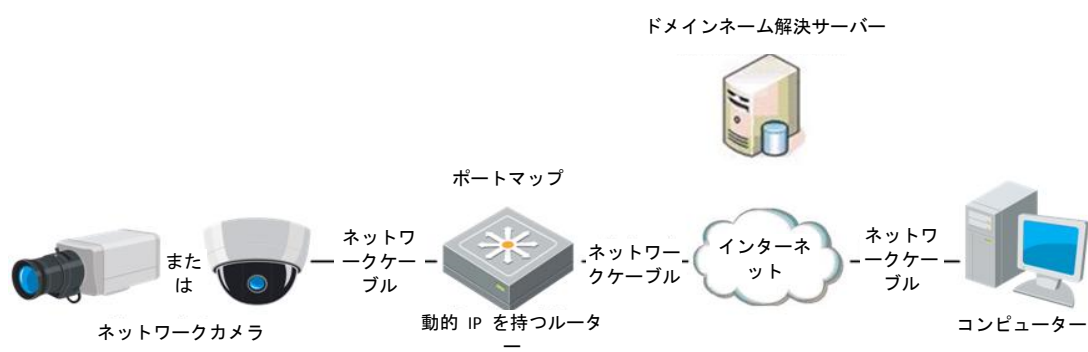 ドメインネーム解決サーバー
ポートマップ
また
は
ネットワ
ークケー
ブル
ネットワー
クケーブル
インターネ
ット
ネットワ
ークケー
ブル
ネットワークカメラ
動的 IP を持つルータ
ー
コンピューター